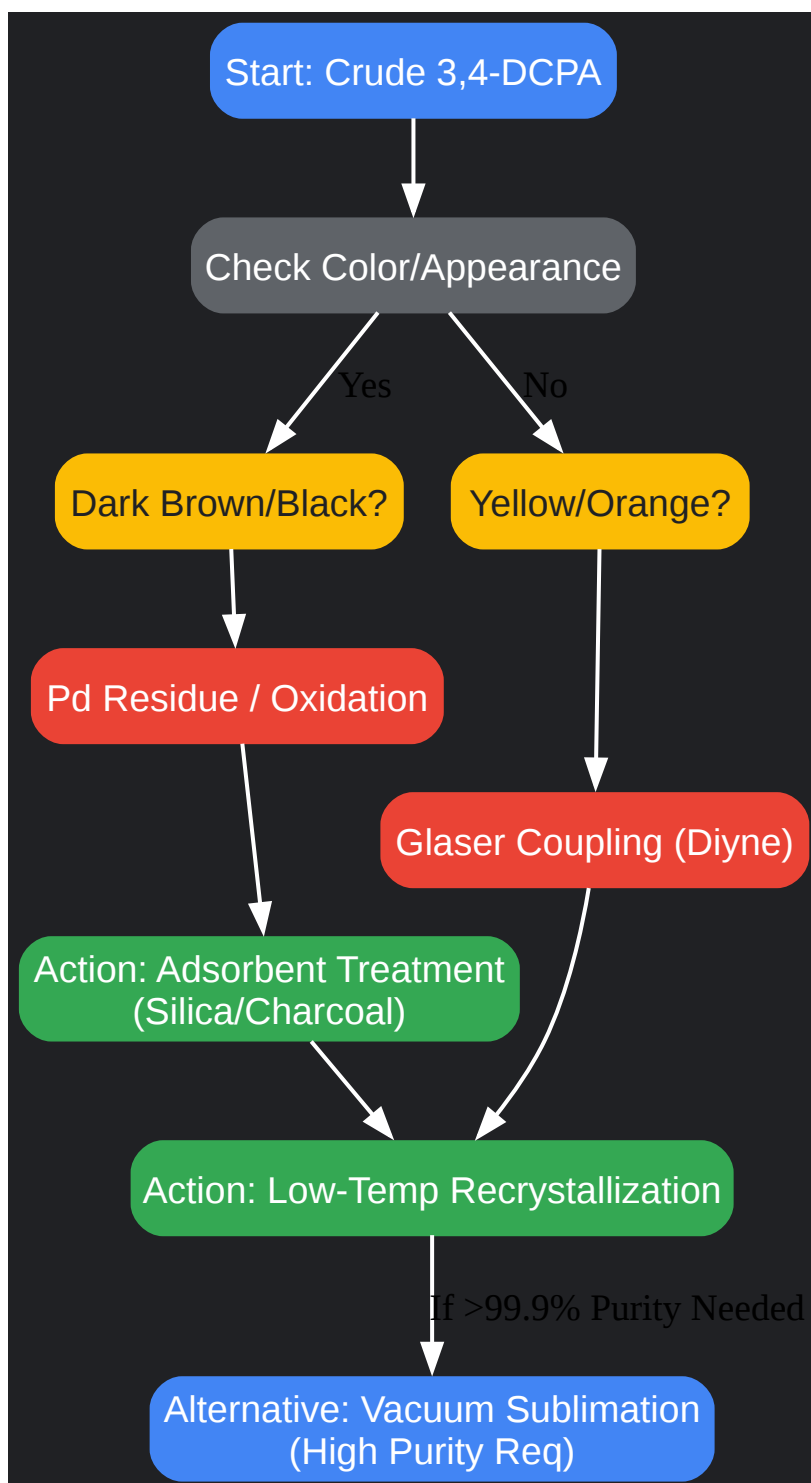 Start: Crude 3,4-DCPA
Check Color/Appearance
Yes
No
Dark Brown/Black?
Yellow/Orange?
Pd Residue / Oxidation
Glaser Coupling (Diyne)
Action: Adsorbent Treatment
(Silica/Charcoal)
Action: Low-Temp Recrystallization
If >99.9% Purity Needed
Alternative: Vacuum Sublimation
(High Purity Req)